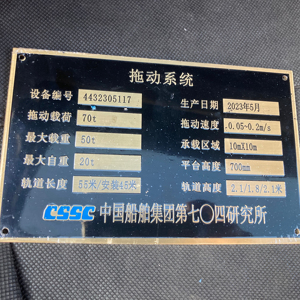 拖动系统
设备编号 4432305117 生产日期 2023年5月
拖动载荷 70t 拖动速度 0.05-0.2m/s
最大载重 50t 承载区域 10mX10m
最大自重 20t 平台高度 700mm
轨道长度 55米/安装45米 轨道高度 2.1/1.8/2.1米
CSSC 中国船舶集团第七〇四研究所